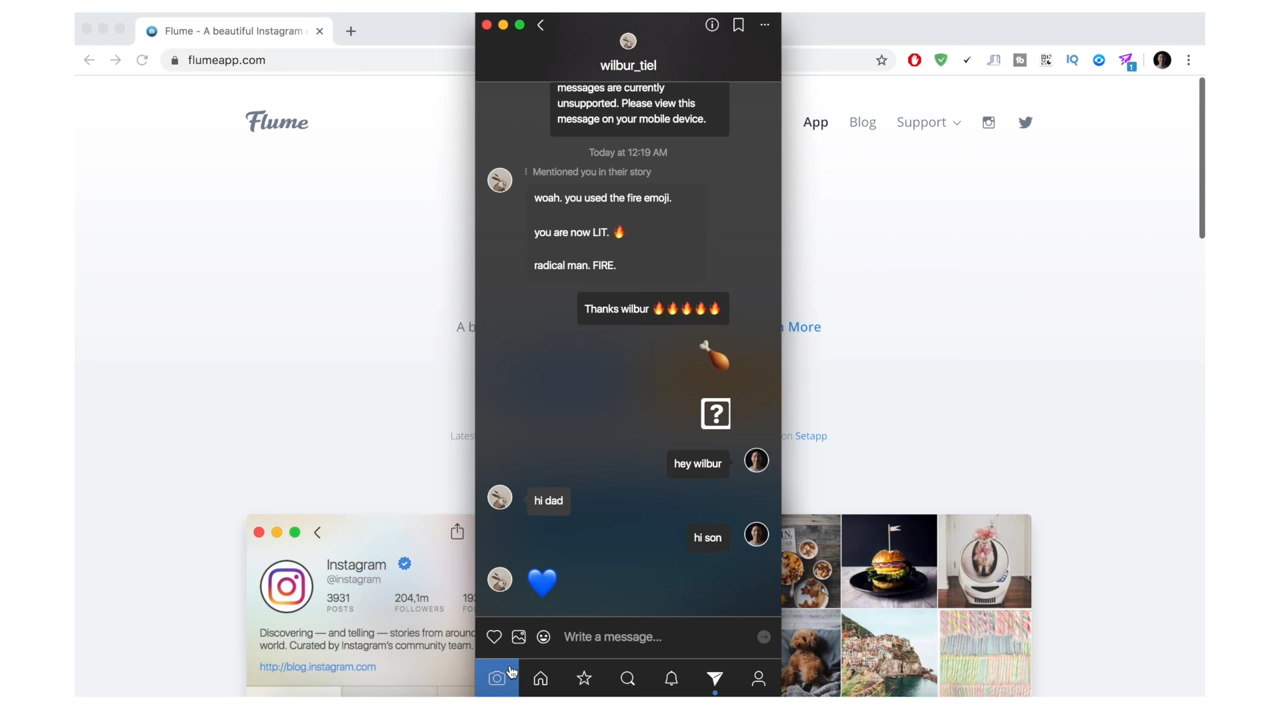 Flume - A beautiful Instagram
flumeapp.com
1
Flume
App
Blog
Support
wilbur_tiel
messages are currently
unsupported. Please view this
message on your mobile device.
Today at 12:19 AM
Mentioned you in their story
woah. you used the fire emoji.
you are now LIT. 🔥
radical man. FIRE.
Thanks wilbur 🔥🔥🔥🔥🔥
hey wilbur
hi dad
hi son
Write a message...
More
on Setapp
Instagram
@instagram
3931
POSTS
204,1m
FOLLOWERS
Discovering — and telling — stories from around
world. Curated by Instagram's community team.
http://blog.instagram.com